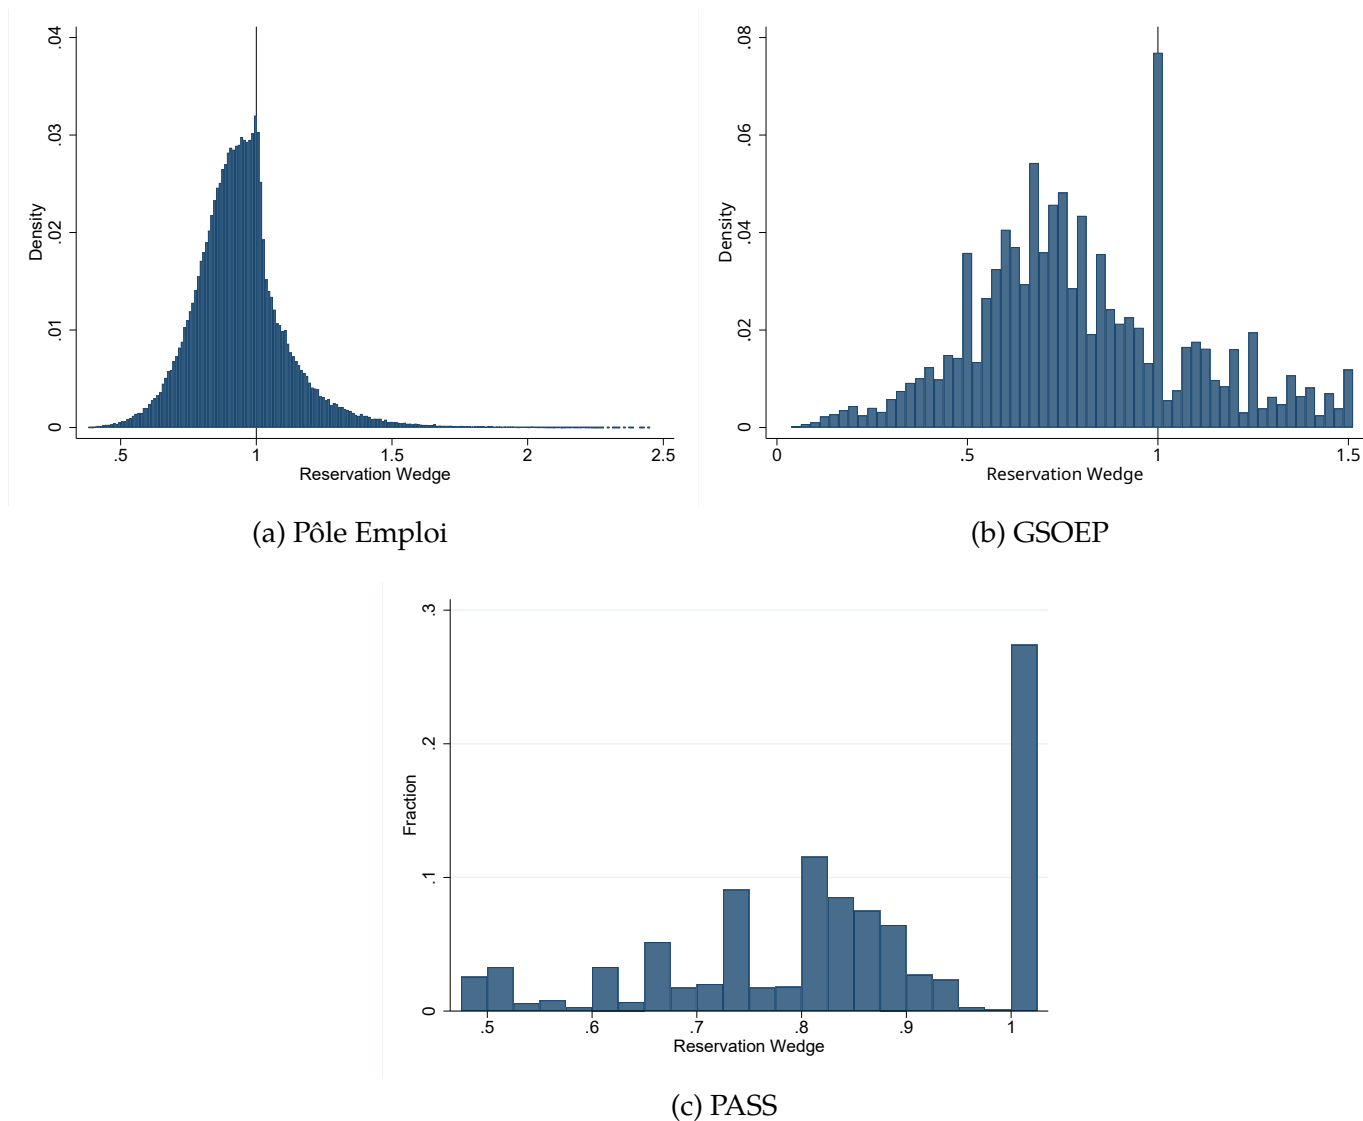 .04
.03
.02
.01
0
Density
.5 1 1.5 2 2.5
Reservation Wedge
(a) Pôle Emploi
.08
.06
.04
.02
0
Density
0 .5 1 1.5
Reservation Wedge
(b) GSOEP
.3
.2
.1
0
Fraction
.5 .6 .7 .8 .9 1
Reservation Wedge
(c) PASS